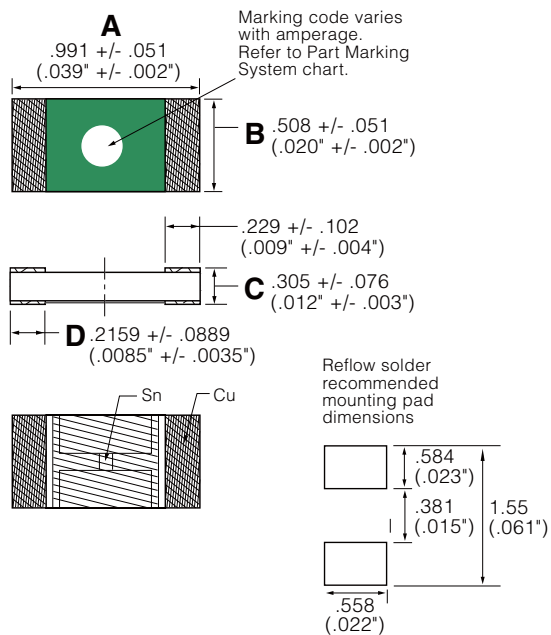 A
.991 +/- .051
(.039" +/- .002")
Marking code varies
with amperage.
Refer to Part Marking
System chart.
B .508 +/- .051
(.020" +/- .002")
.229 +/- .102
(.009" +/- .004")
C .305 +/- .076
(.012" +/- .003")
D .2159 +/- .0889
(.0085" +/- .0035")
Sn
Cu
Reflow solder
recommended
mounting pad
dimensions
.584
(.023")
.381
(.015")
1.55
(.061")
.558
(.022")